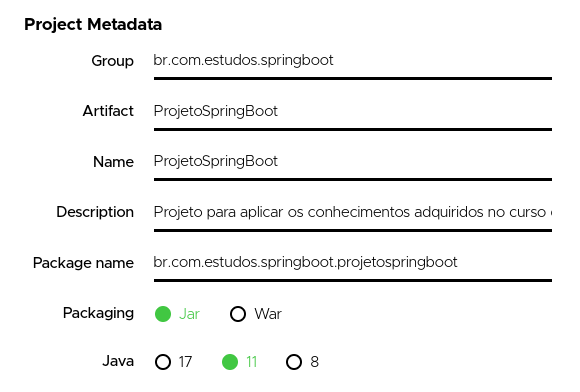 Project Metadata
Group br.com.estudos.springboot
Artifact ProjetoSpringBoot
Name ProjetoSpringBoot
Description Projeto para aplicar os conhecimentos adquiridos no curso
Package name br.com.estudos.springboot.projetospringboot
Packaging Jar War
Java 17 11 8